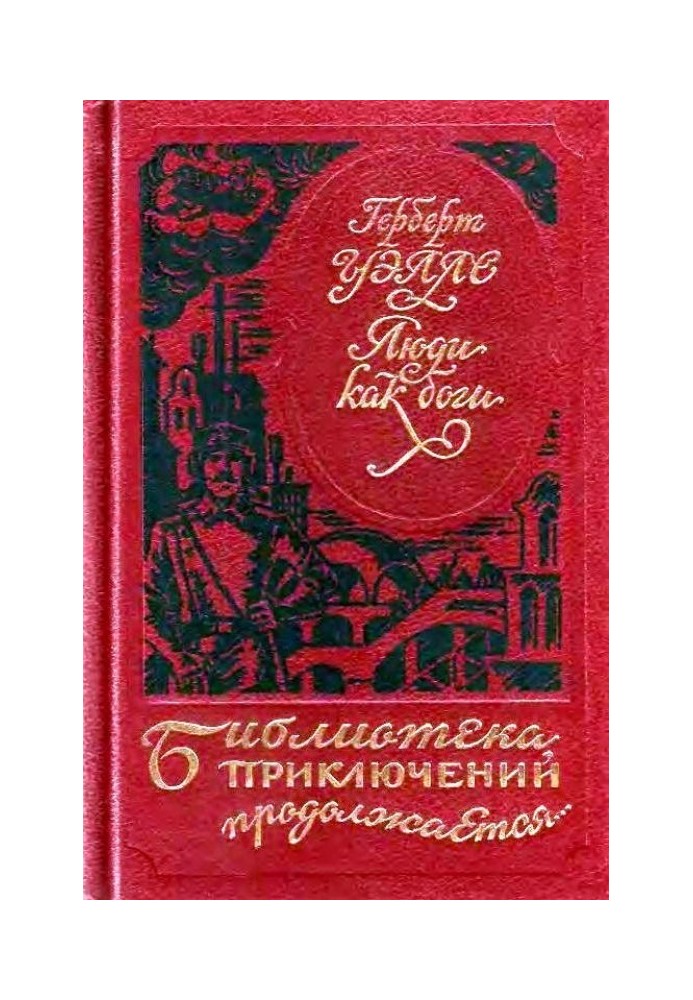 Герберт
УЭЛЛС
Люди
как боги
Библиотека
ПРИКЛЮЧЕНИЙ
продолжается...